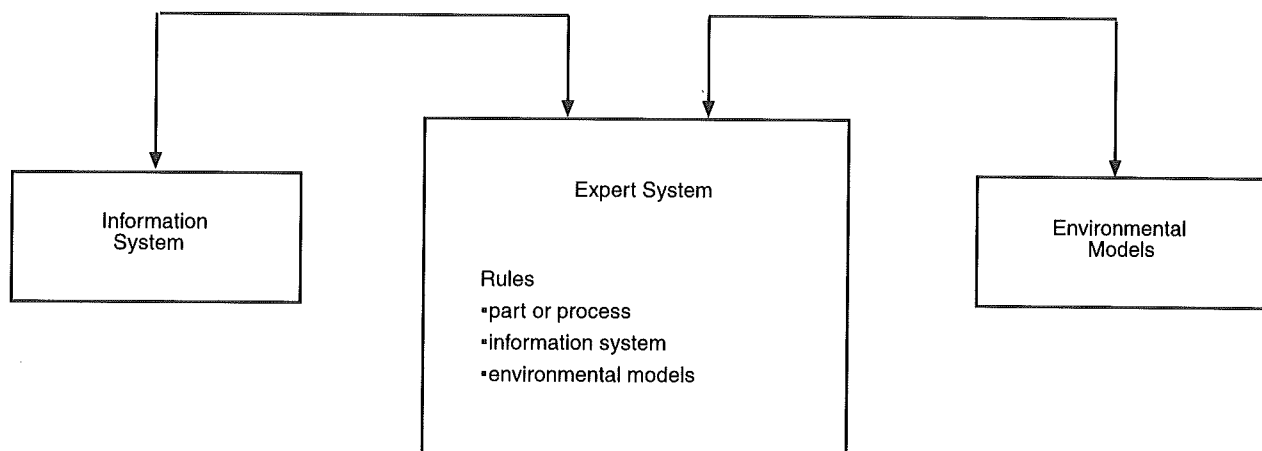 Information
System
Expert System
Rules
▪part or process
▪information system
▪environmental models
Environmental
Models